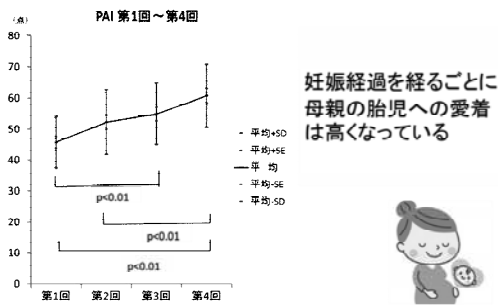 PAI 第1回～第4回
(点)
80
70
60
50
40
30
20
10
0
第1回 第2回 第3回 第4回
p<0.01
p<0.01
p<0.01
平均+SD
平均+SE
平 均
平均-SE
平均-SD
妊娠経過を経るごとに
母親の胎児への愛着
は高くなっている